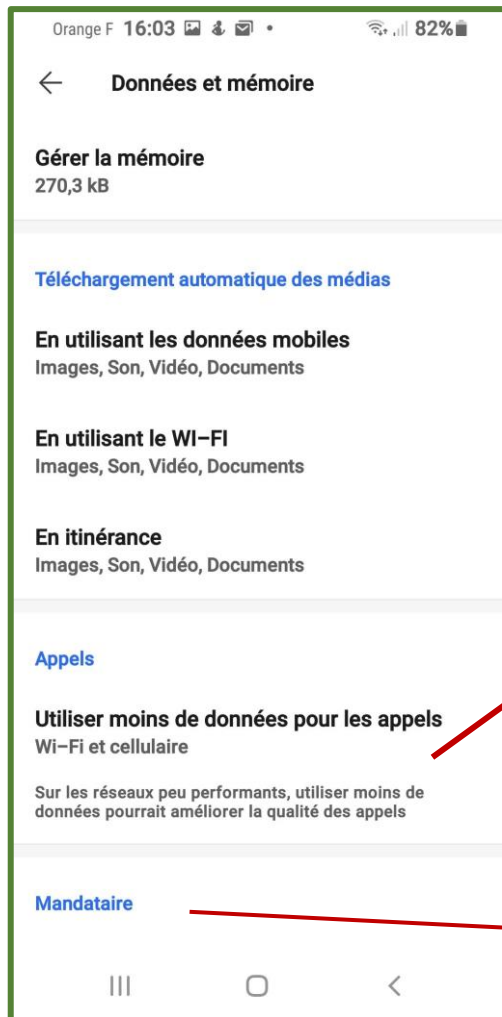 Orange F 16:03 82%
Données et mémoire
Gérer la mémoire
270,3 kB
Téléchargement automatique des médias
En utilisant les données mobiles
Images, Son, Vidéo, Documents
En utilisant le WI–FI
Images, Son, Vidéo, Documents
En itinérance
Images, Son, Vidéo, Documents
Appels
Utiliser moins de données pour les appels
Wi–Fi et cellulaire
Sur les réseaux peu performants, utiliser moins de
données pourrait améliorer la qualité des appels
Mandataire